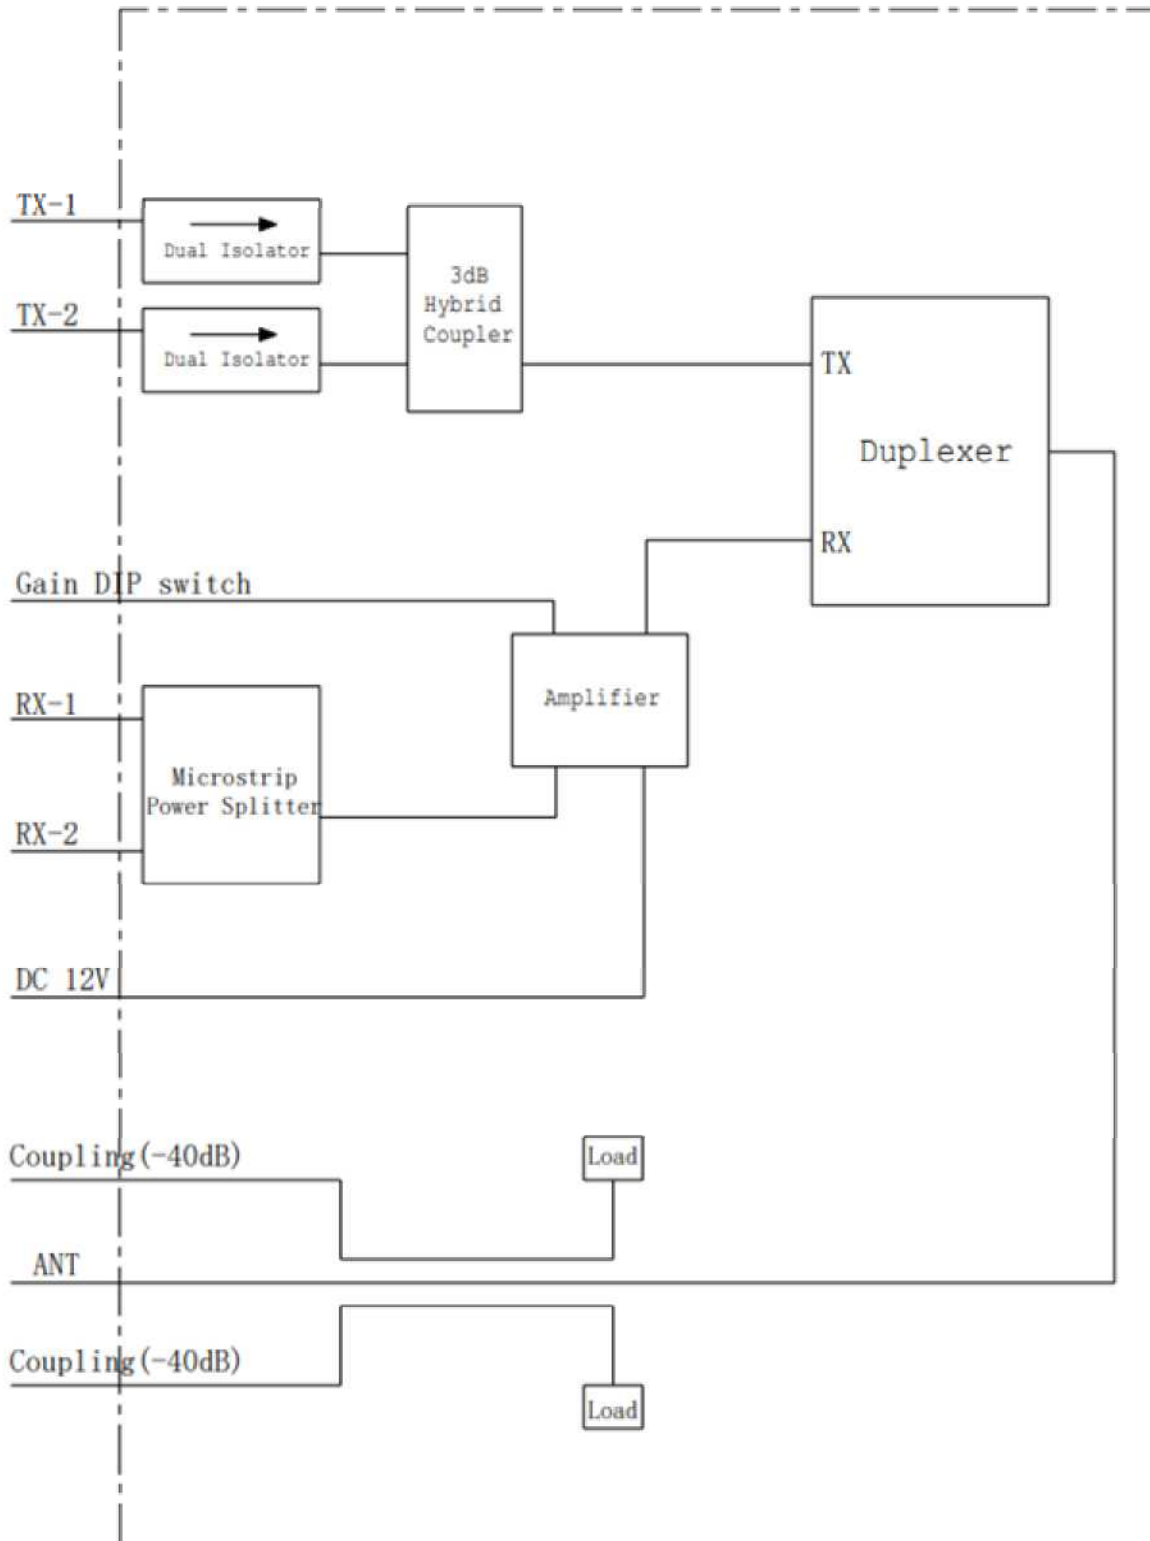 TX-1
Dual Isolator
TX-2
Dual Isolator
3dB
Hybrid
Coupler
TX
Duplexer
RX
Gain DIP switch
Amplifier
RX-1
Microstrip
Power Splitter
RX-2
DC 12V
Coupling(-40dB)
Load
ANT
Coupling(-40dB)
Load